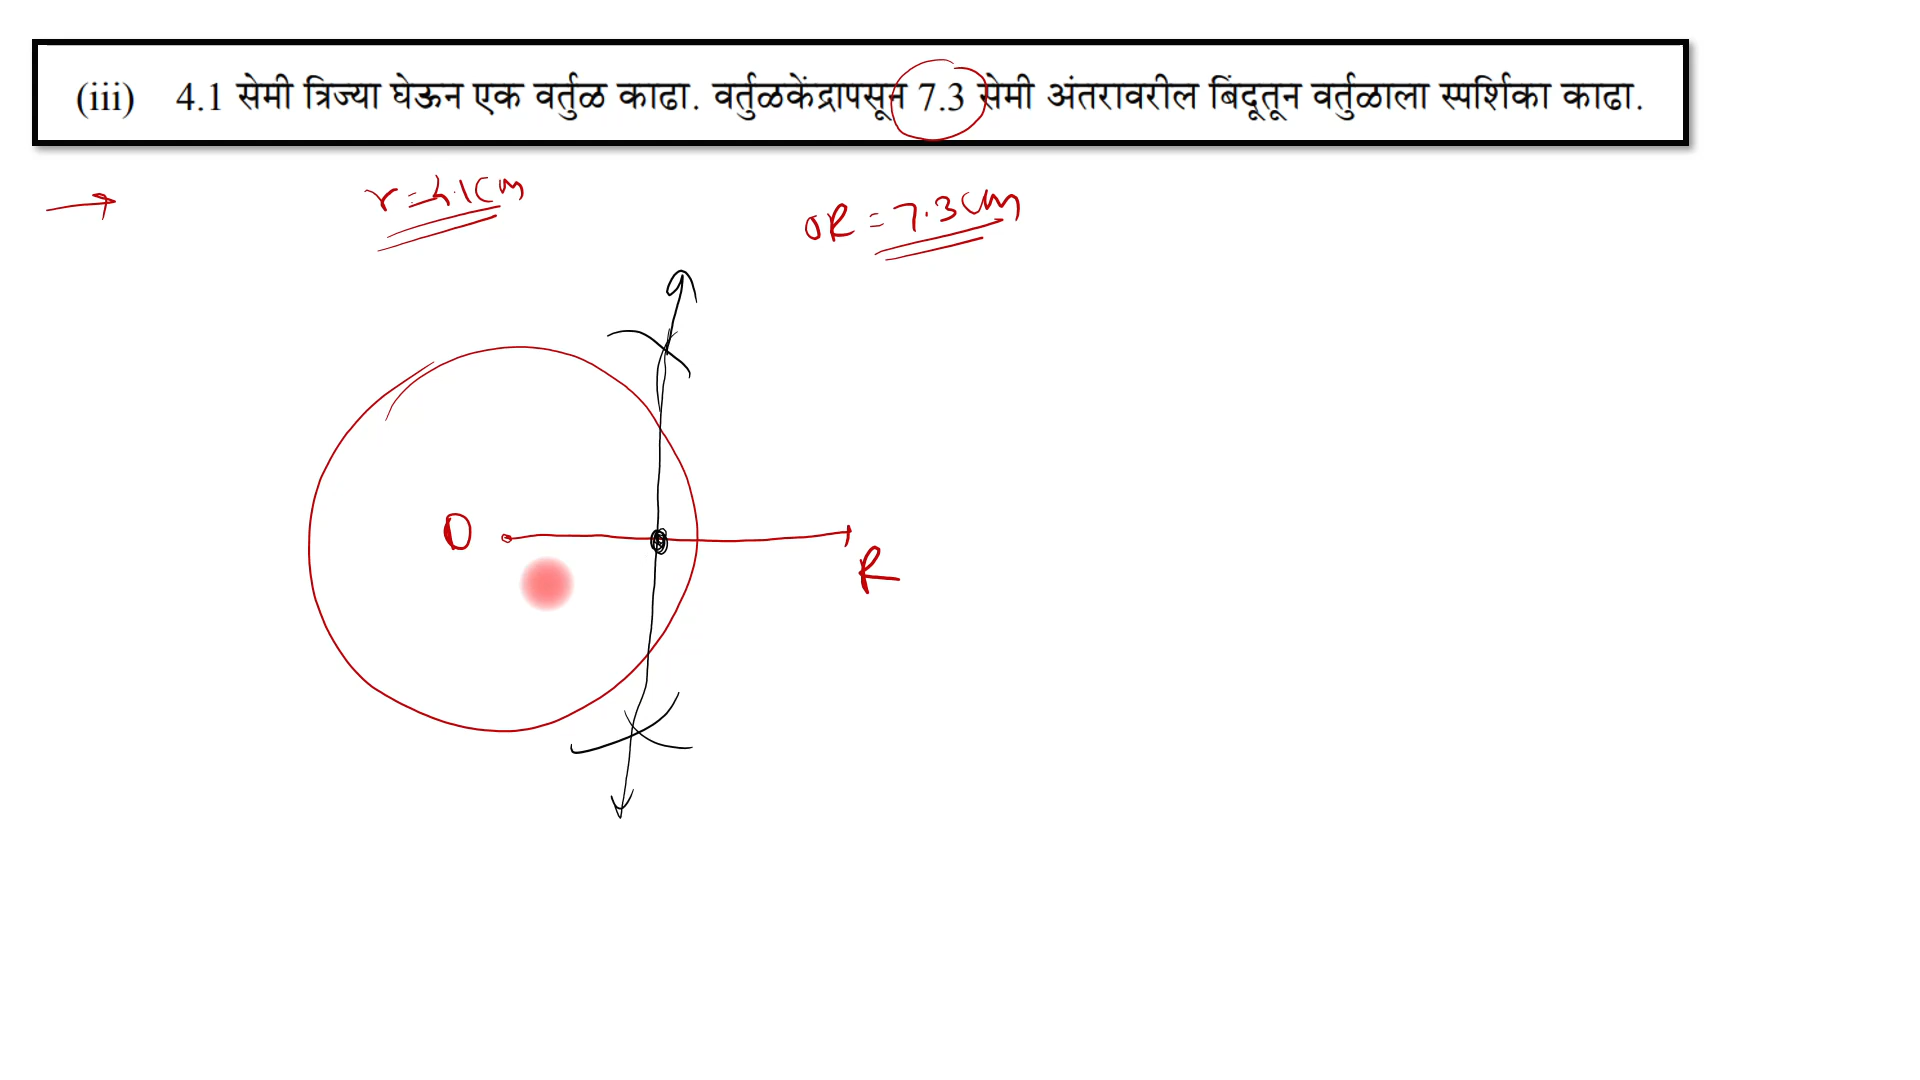 (iii) 4.1 सेमी त्रिज्या घेऊन एक वर्तुळ काढा. वर्तुळकेंद्रापसून 7.3 सेमी अंतरावरील बिंदूतून वर्तुळाला स्पर्शिका काढा.
r = 4.1cm
OR = 7.3cm
O
R